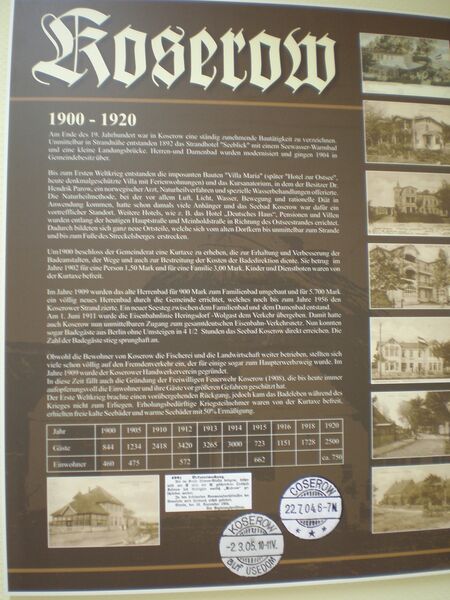 Koserow
1900 - 1920
Am Ende des 19. Jahrhundert war in Koserow eine ständig zunehmende Bautätigkeit zu verzeichnen.
Unmittelbar in Strandnähe entstanden 1892 das Strandhotel "Seeblick" mit einem Seewasser-Warmbad
und eine kleine Landungsbrücke. Herren-und Damenbad wurden modernisiert und gingen 1904 in
Gemeindebesitz über.
Bis zum Ersten Weltkrieg entstanden die imposanten Bauten "Villa Maria" (später "Hotel zur Ostsee",
heute denkmalgeschützte Villa mit Ferienwohnungen) und das Kursanatorium, in dem der Besitzer Dr.
Hendrik Parow, ein norwegischer Arzt, Naturheilverfahren und spezielle Wasserbehandlungen offerierte.
Die Naturheilmethode, bei der vor allem Luft, Licht, Wasser, Bewegung und rationelle Diät in
Anwendung kommen, hatte schon damals viele Anhänger und das Seebad Koserow war dafür ein
vortrefflicher Standort. Weitere Hotels, wie z. B. das Hotel „Deutsches Haus", Pensionen und Villen
wurden entlang der heutigen Hauptstraße und Meinholdstraße in Richtung des Ostseestrandes errichtet.
Dadurch bildeten sich ganz neue Ortsteile, welche sich vom alten Dorfkern bis unmittelbar zum Strande
und bis zum Fuße des Streckelsberges erstrecken.
Um1900 beschloss der Gemeinderat eine Kurtaxe zu erheben, die zur Erhaltung und Verbesserung der
Badeanstalten, der Wege und auch zur Bestreitung der Kosten der Badedirektion diente. Sie betrug im
Jahre 1902 für eine Person 1,50 Mark und für eine Familie 3,00 Mark. Kinder und Dienstboten waren von
der Kurtaxe befreit.
Im Jahre 1909 wurden das alte Herrenbad für 900 Mark zum Familienbad umgebaut und für 5.700 Mark
ein völlig neues Herrenbad durch die Gemeinde errichtet, welches noch bis zum Jahre 1956 den
Koserower Strand zierte. Ein neuer Seesteg zwischen dem Familienbad und dem Damenbad entstand.
Am 1. Juni 1911 wurde die Eisenbahnlinie Heringsdorf -Wolgast dem Verkehr übergeben. Damit hatte
auch Koserow nun unmittelbaren Zugang zum gesamtdeutschen Eisenbahn-Verkehrsnetz. Nun konnten
sogar Badegäste aus Berlin ohne Umsteigen in 4 1/2 Stunden das Seebad Koserow direkt erreichen. Die
Zahl der Badegäste stieg sprunghaft an.
Obwohl die Bewohner von Koserow die Fischerei und die Landwirtschaft weiter betrieben, stellten sich
viele schon völlig auf den Fremdenverkehr ein, der für einige sogar zum Haupterwerbszweig wurde. Im
Jahre 1909 wurde der Koserower Handwerkerverein gegründet.
In diese Zeit fällt auch die Gründung der Freiwilligen Feuerwehr Koserow (1908), die bis heute immer
aufopferungsvoll die Einwohner und ihre Gäste vor größeren Gefahren geschützt hat.
Der Erste Weltkrieg brachte einen vorübergehenden Rückgang, jedoch kam das Badeleben während des
Krieges nicht zum Erliegen. Erholungsbedürftige Kriegsteilnehmer waren von der Kurtaxe befreit,
erhielten freie kalte Seebäder und warme Seebäder mit 50% Ermäßigung.
Jahr 1900 1905 1910 1912 1913 1914 1915 1916 1918 1920
Gäste 844 1234 2418 3420 3265 3000 723 1151 1728 2500
Einwohner 460 475 572 662 ca. 750
KOSEROW
-2.3.05.10-11V.
auf USEDOM
COSEROW
22.7.04.6-7N.